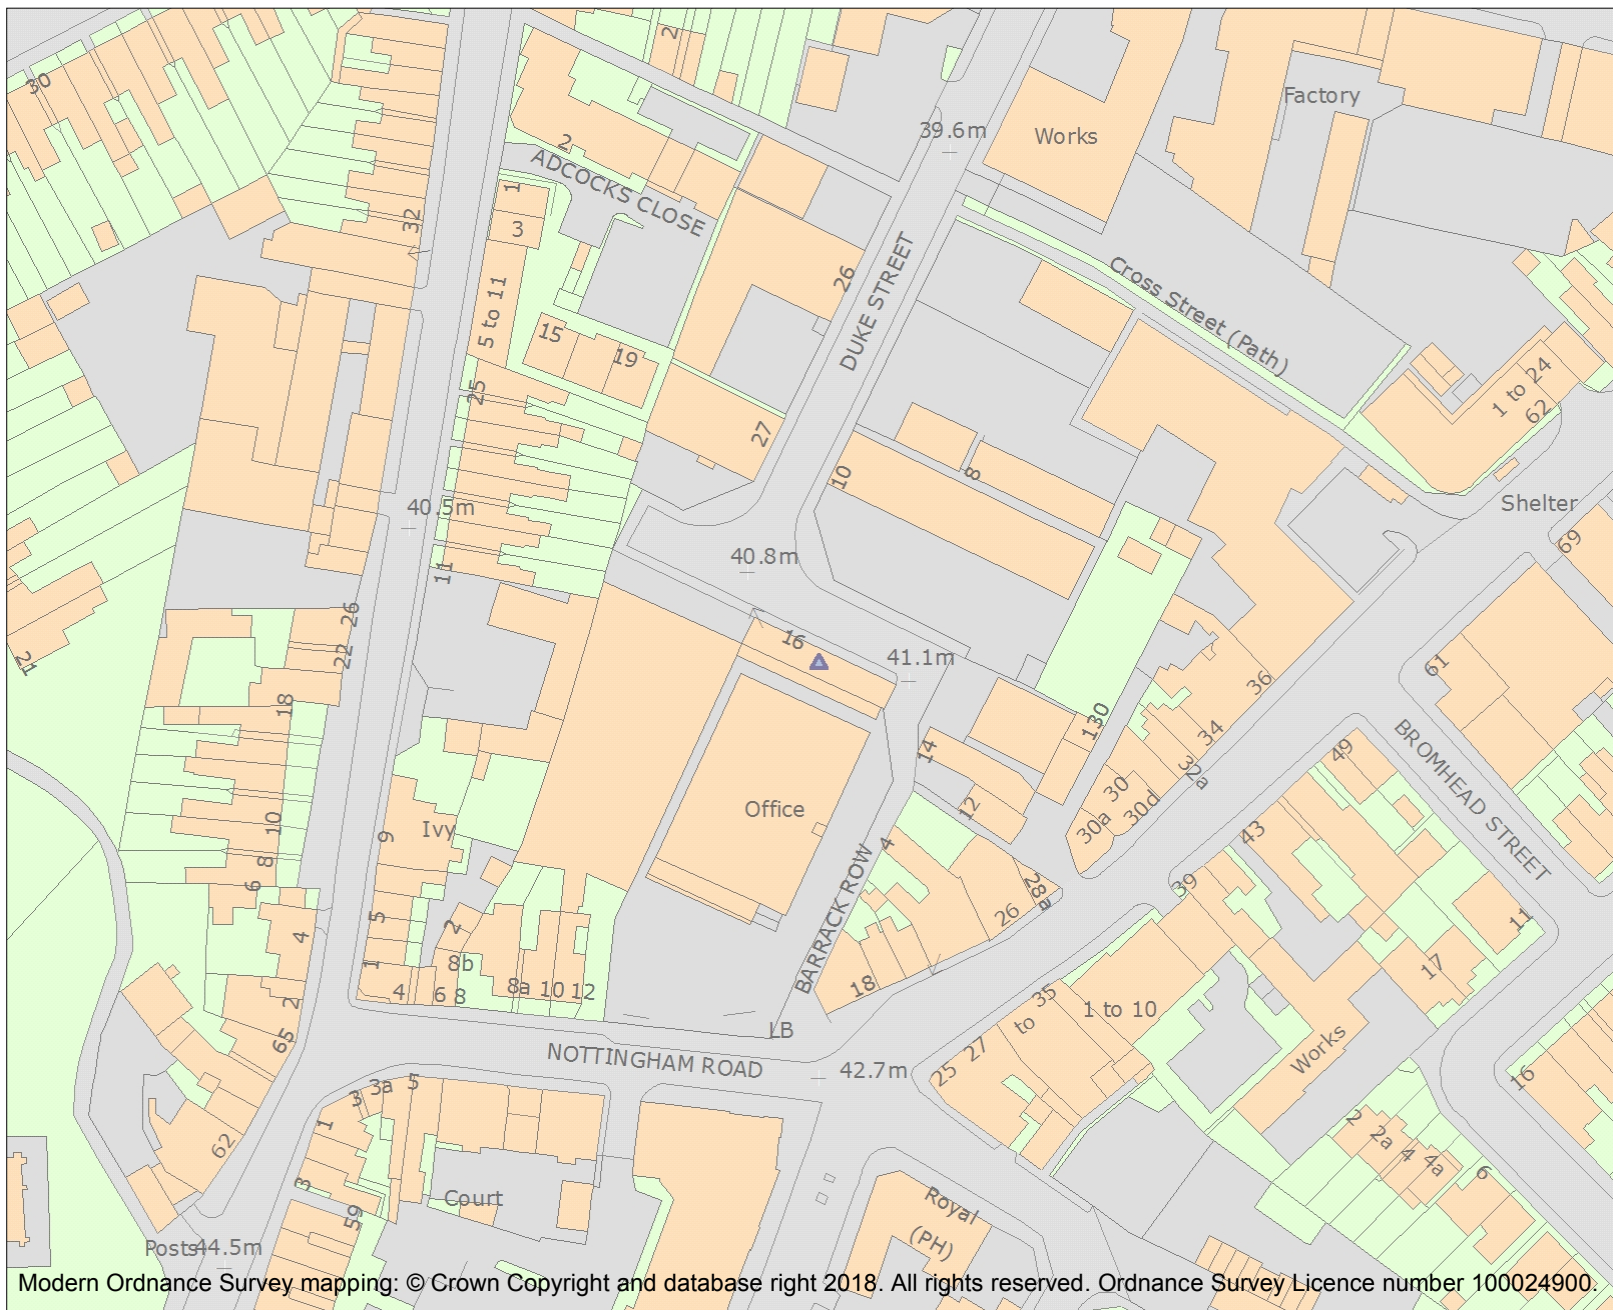 30
2
39.6m
Works
Factory
2
ADCOCKS CLOSE
1
3
32
26
DUKE STREET
Cross Street (Path)
5 to 11
15
19
25
27
10
8
1 to 24
62
Shelter
69
40.5m
11
40.8m
16
41.1m
26
22
18
21
130
36
34
32a
30
30d
30a
61
49
BROMHEAD STREET
14
12
Office
Ivy
9
10
8
6
4
BARRACK ROW
43
39
28a
26
18
11
17
5
2
4
1
8b
4
6
8
8a
10
12
2
65
LB
NOTTINGHAM ROAD
42.7m
25
27
to
35
1 to 10
Works
16
3
3a
5
1
62
3
59
Court
2
2a
4
4a
6
Royal
(PH)
Posts
44.5m
Modern Ordnance Survey mapping: © Crown Copyright and database right 2018. All rights reserved. Ordnance Survey Licence number 100024900.